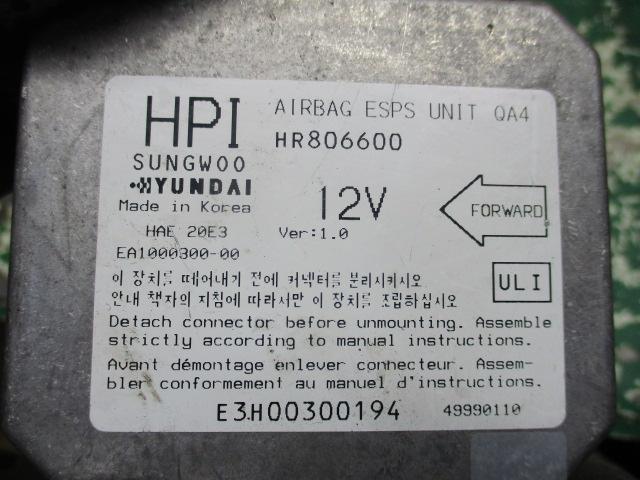 HPI
AIRBAG ESPS UNIT QA4
HR806600
SUNGWOO
HYUNDAI
Made in Korea
12V
FORWARD
HAE 20E3
Ver:1.0
EA1000300-00
ULI
이 장치를 떼어내기 전에 커넥터를 분리시키시오
안내 책자의 지침에 따라서만 이 장치를 조립하십시오
Detach connector before unmounting. Assemble
strictly according to manual instructions.
Avant démontage enlever connecteur. Assem-
bler conformement au manuel d'instructions.
E3H00300194
49990110